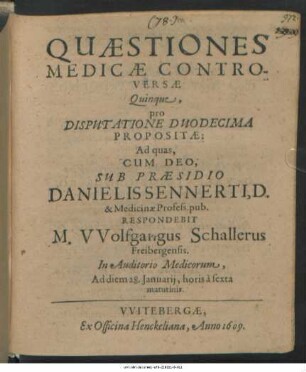 (78.)
QUÆSTIONES
MEDICÆ CONTRO-
VERSÆ
Quinque,
pro
DISPUTATIONE DUODECIMA
PROPOSITÆ:
Ad quas,
CUM DEO,
SUB PRÆSIDIO
DANIELIS SENNERTI, D.
& Medicinæ Profess. pub.
RESPONDEBIT
M. VVolfgangus Schallerus
Freibergensis.
In Auditorio Medicorum,
Ad diem 28. Januarij, horis à sexta
matutinis.
VVITEBERGÆ,
Ex Officina Henckeliana, Anno 1609.